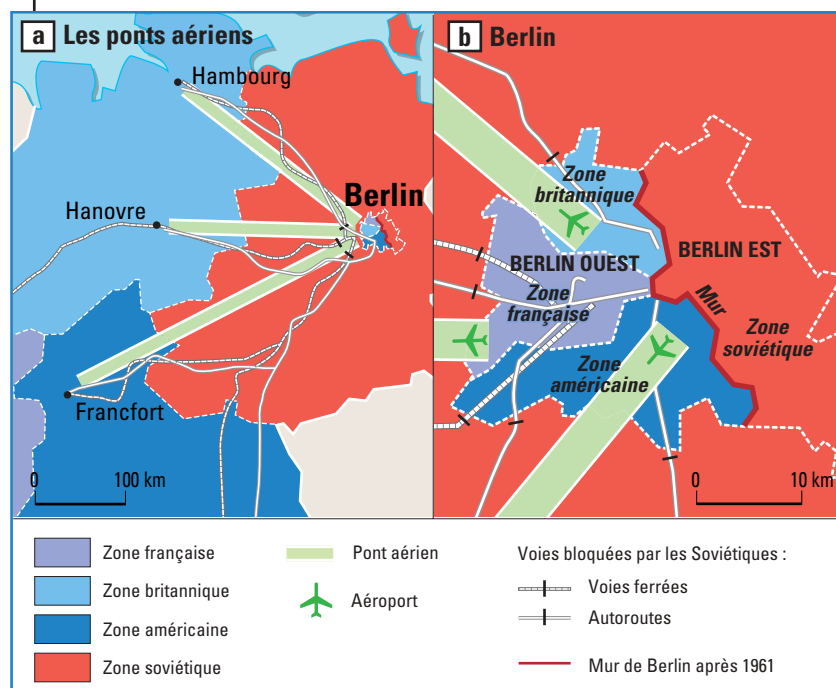 a Les ponts aériens
Hambourg
Berlin
Hanovre
Francfort
0 100 km
b Berlin
Zone
britannique
BERLIN OUEST
BERLIN EST
Zone
française
Mur
Zone
soviétique
Zone
américaine
0 10 km
Zone française
Zone britannique
Zone américaine
Zone soviétique
Pont aérien
Aéroport
Voies bloquées par les Soviétiques :
Voies ferrées
Autoroutes
Mur de Berlin après 1961